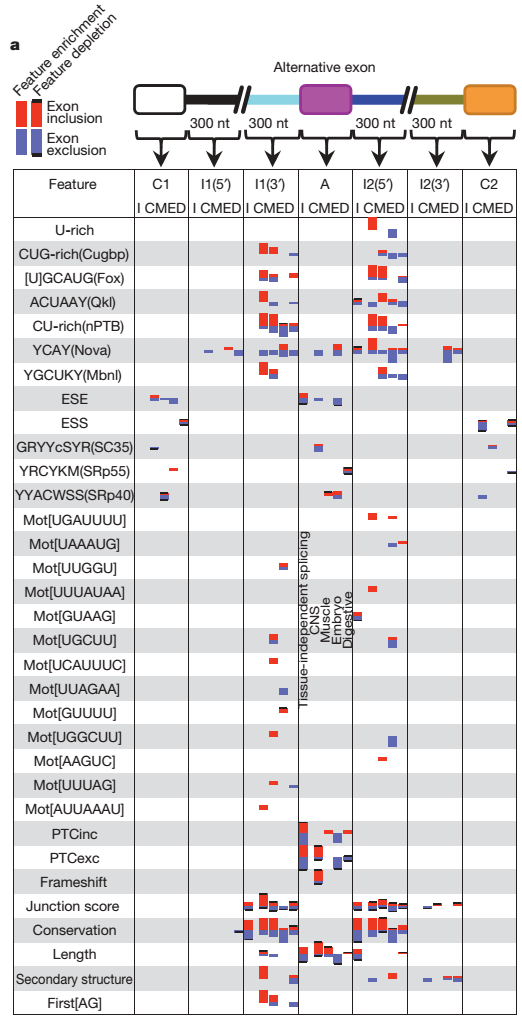 a
Feature enrichment
Feature depletion
Exon
inclusion
Exon
exclusion
Alternative exon
300 nt 300 nt 300 nt 300 nt
Feature C1 I1(5′) I1(3′) A I2(5′) I2(3′) C2
I CMED I CMED I CMED I CMED I CMED I CMED I CMED
U-rich
CUG-rich(Cugbp)
[U]GCAUG(Fox)
ACUAAY(Qkl)
CU-rich(nPTB)
YCAY(Nova)
YGCUKY(Mbnl)
ESE
ESS
GRYYcSYR(SC35)
YRCYKM(SRp55)
YYACWSS(SRp40)
Mot[UGAUUUU]
Mot[UAAAUG]
Mot[UUGGU]
Mot[UUUAUAA]
Mot[GUAAG]
Mot[UGCUU]
Mot[UCAUUUC]
Mot[UUAGAA]
Mot[GUUUU]
Mot[UGGCUU]
Mot[AAGUC]
Mot[UUUAG]
Mot[AUUAAAU]
PTCinc
PTCexc
Frameshift
Junction score
Conservation
Length
Secondary structure
First[AG]
Tissue-independent splicing
CNS
Muscle
Embryo
Digestive